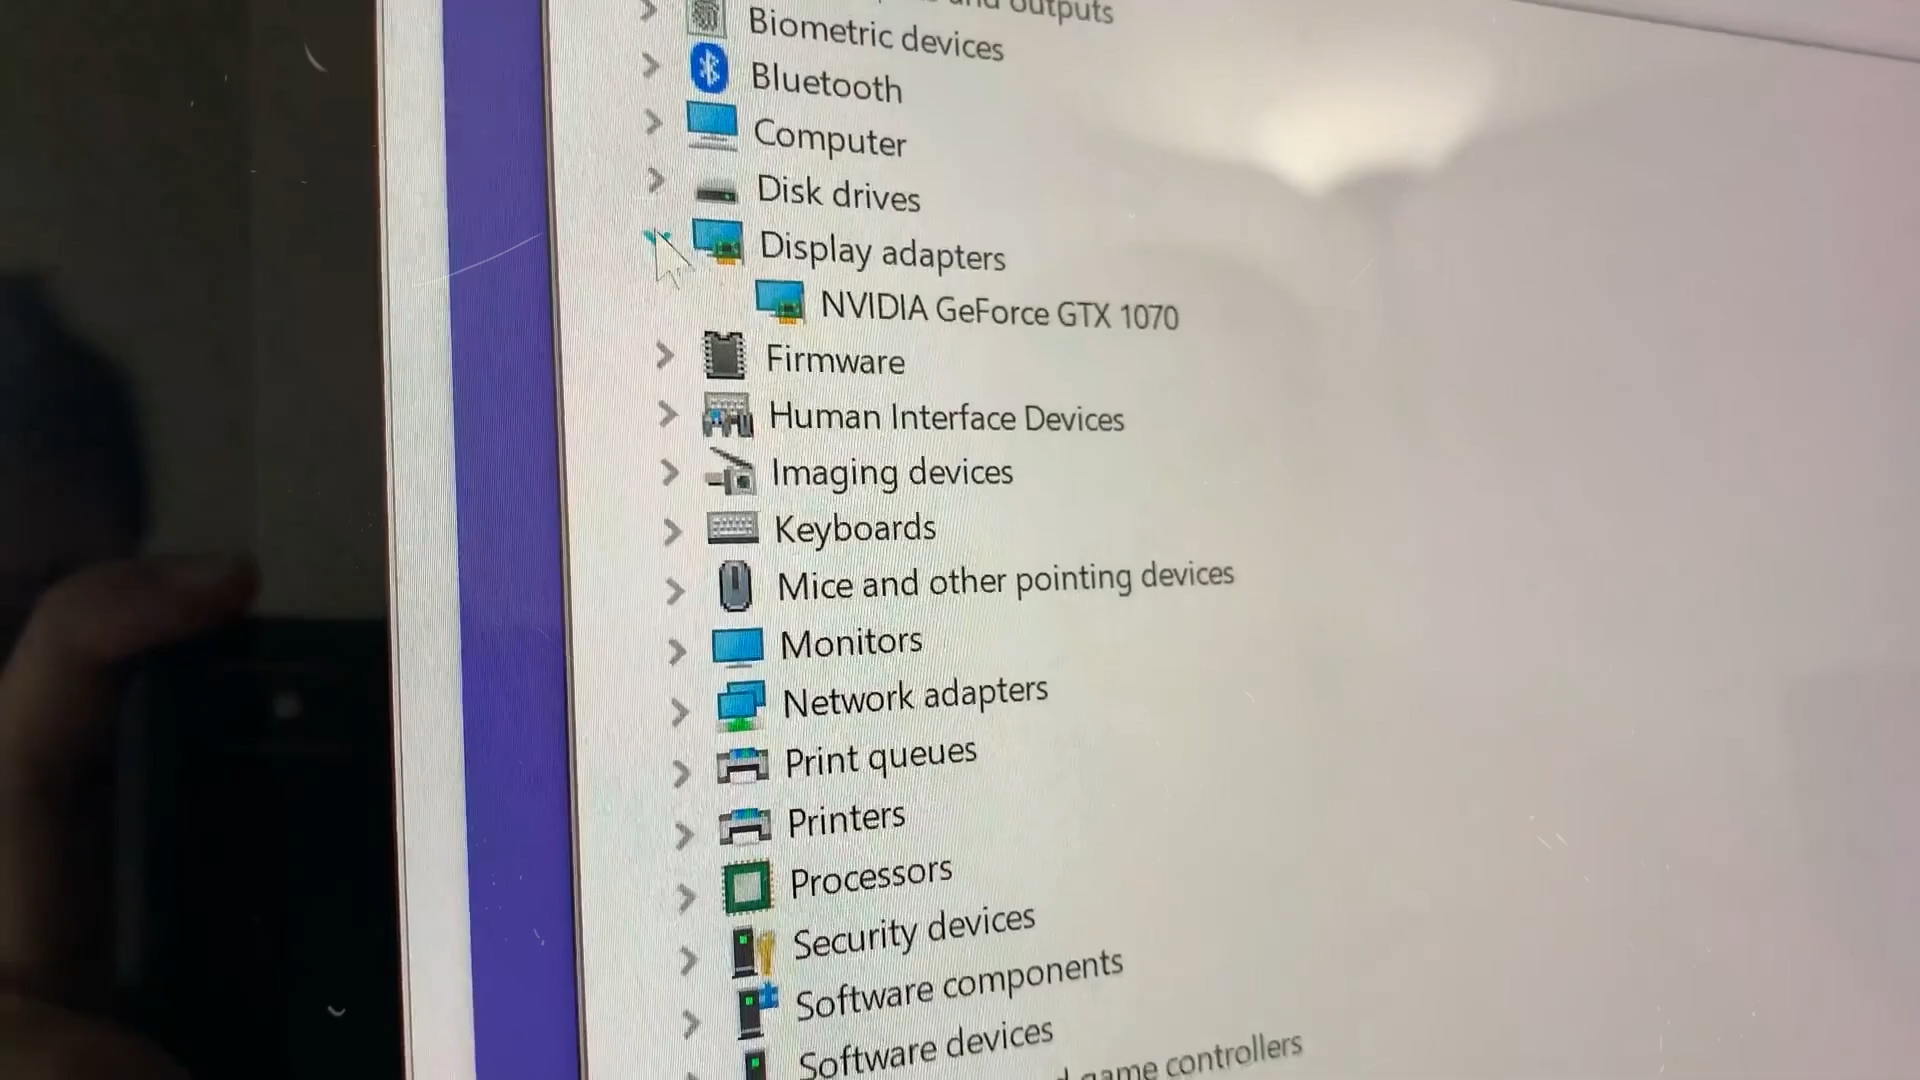 outputs
Biometric devices
Bluetooth
Computer
Disk drives
Display adapters
NVIDIA GeForce GTX 1070
Firmware
Human Interface Devices
Imaging devices
Keyboards
Mice and other pointing devices
Monitors
Network adapters
Print queues
Printers
Processors
Security devices
Software components
Software devices
game controllers